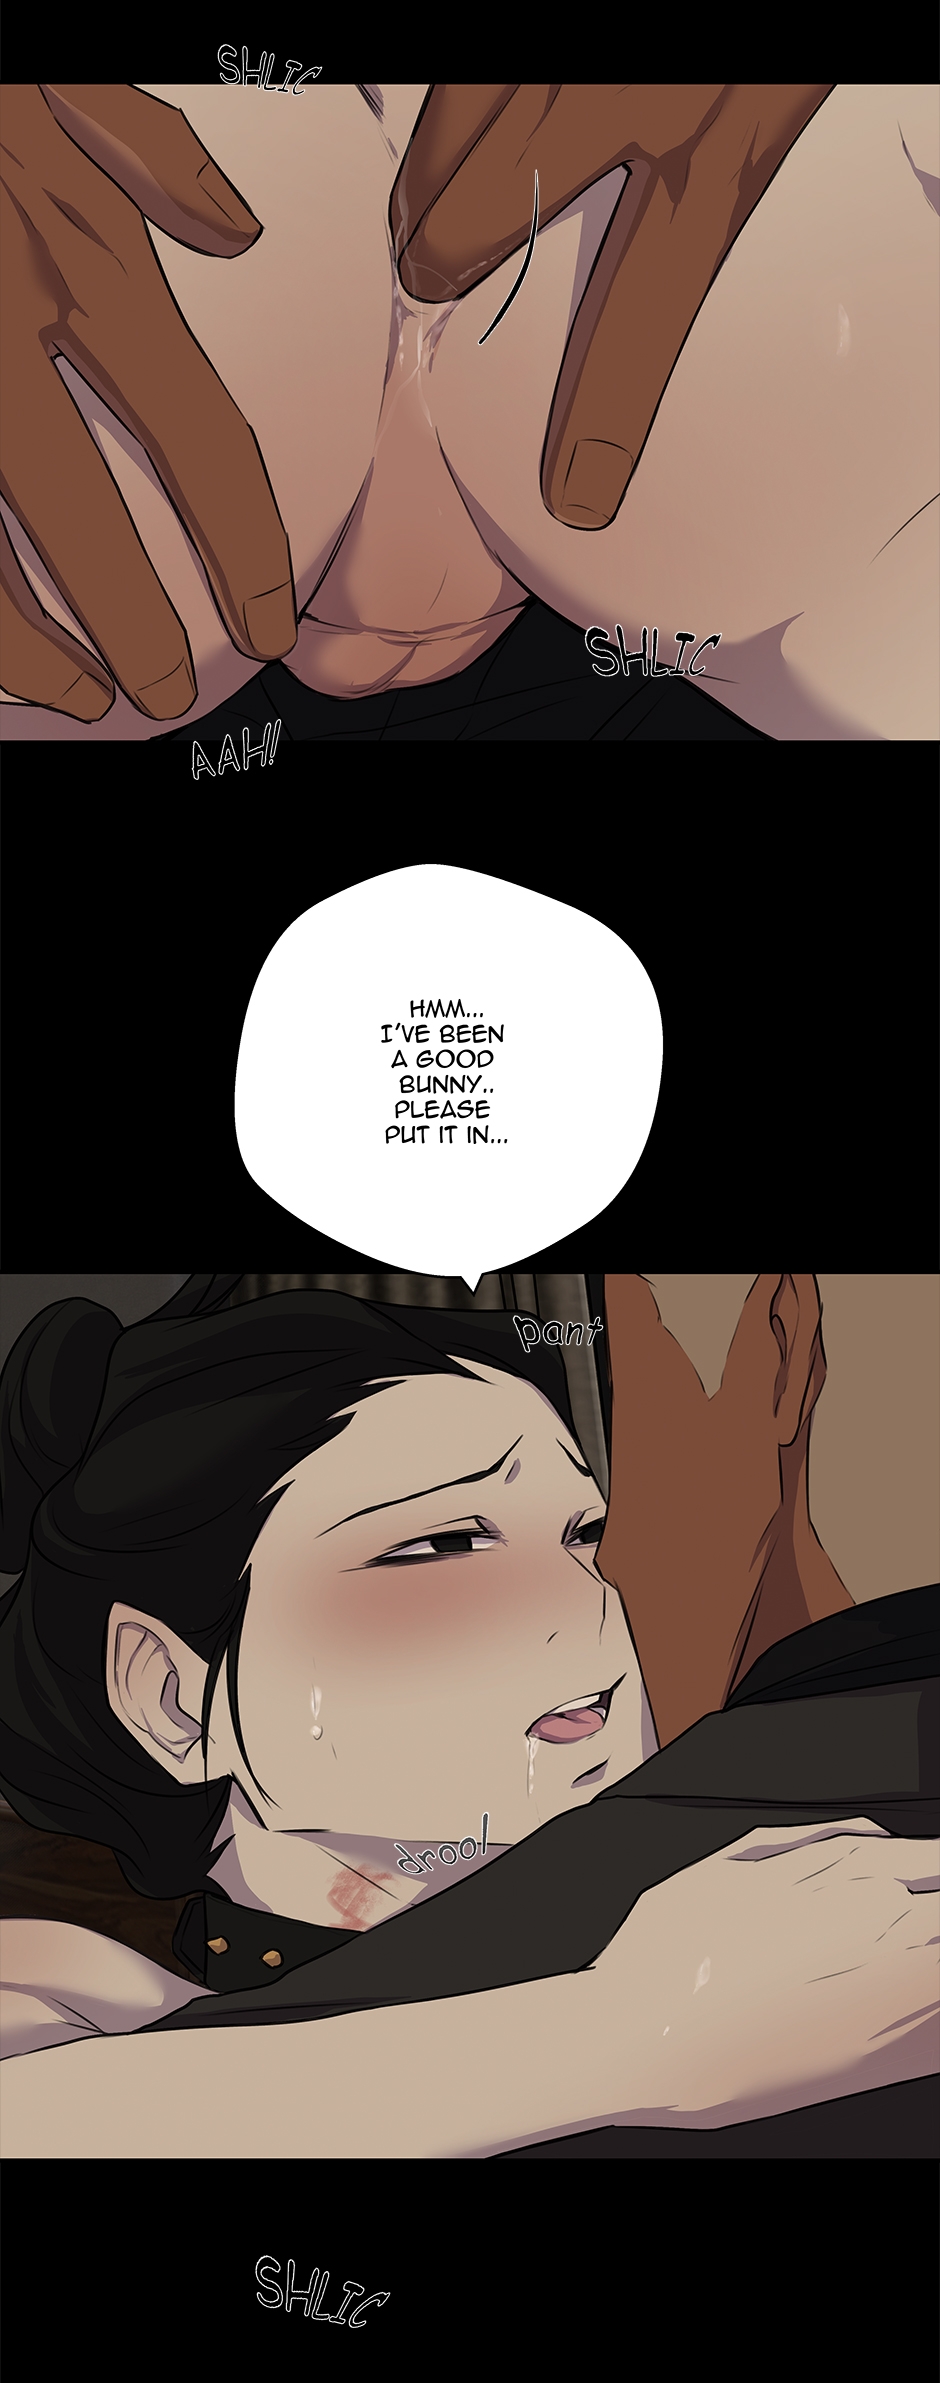 SHLIC
SHLIC
AAH!
HMM...
I'VE BEEN
A GOOD
BUNNY..
PLEASE
PUT IT IN...
pant
drool
SHLIC